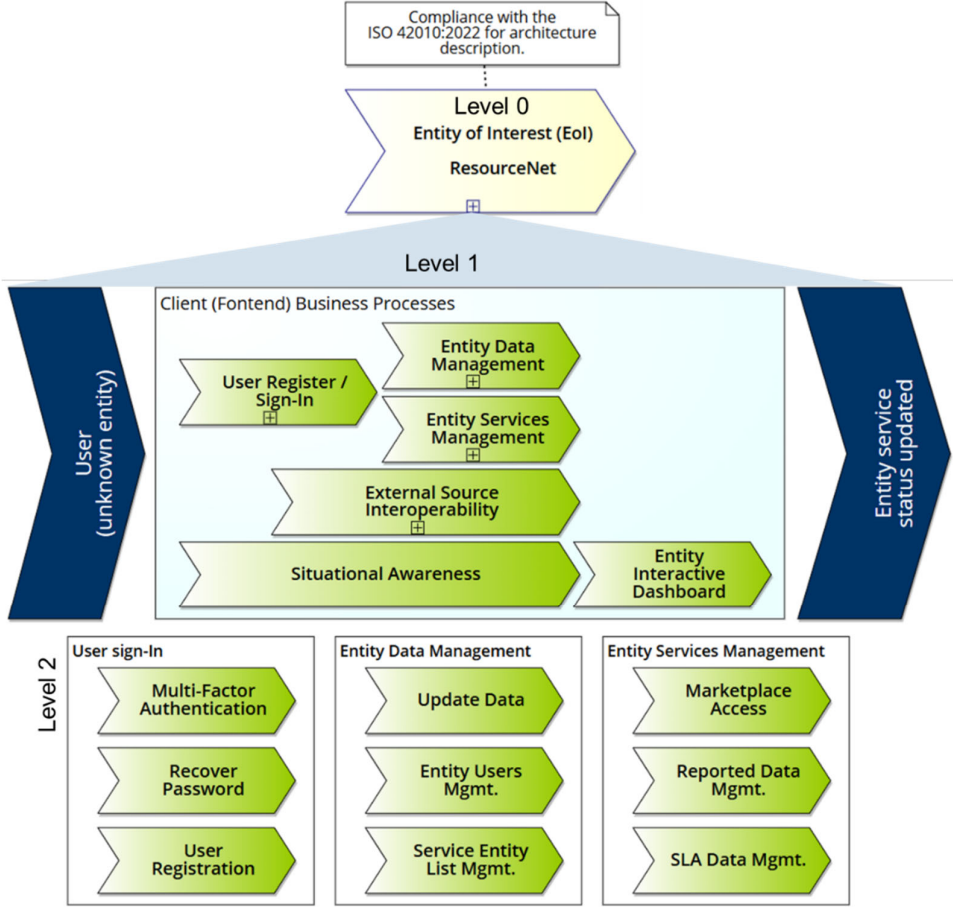 Compliance with the
ISO 42010:2022 for architecture
description.
Level 0
Entity of Interest (EoI)
ResourceNet
Level 1
User
(unknown entity)
Client (Fontend) Business Processes
User Register /
Sign-In
Entity Data
Management
Entity Services
Management
External Source
Interoperability
Situational Awareness
Entity
Interactive
Dashboard
Entity service
status updated
Level 2
User sign-In
Multi-Factor
Authentication
Recover
Password
User
Registration
Entity Data Management
Update Data
Entity Users
Mgmt.
Service Entity
List Mgmt.
Entity Services Management
Marketplace
Access
Reported Data
Mgmt.
SLA Data Mgmt.